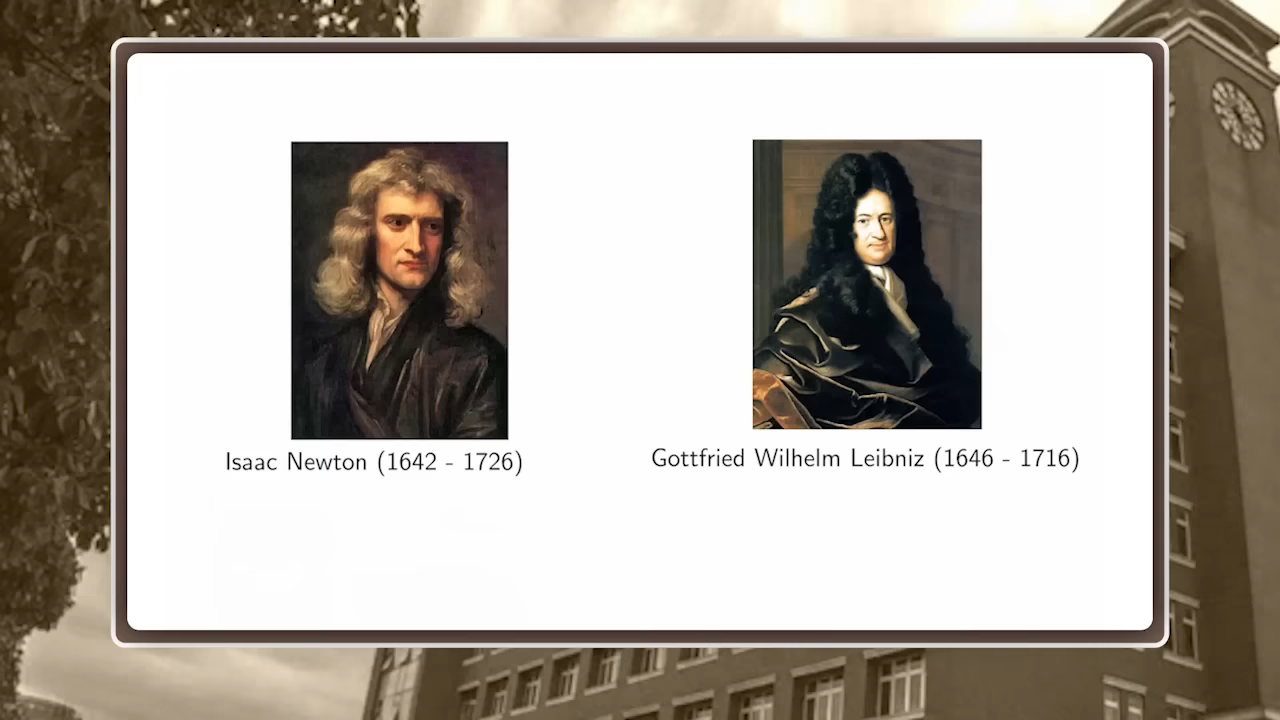 Isaac Newton (1642 - 1726)
Gottfried Wilhelm Leibniz (1646 - 1716)